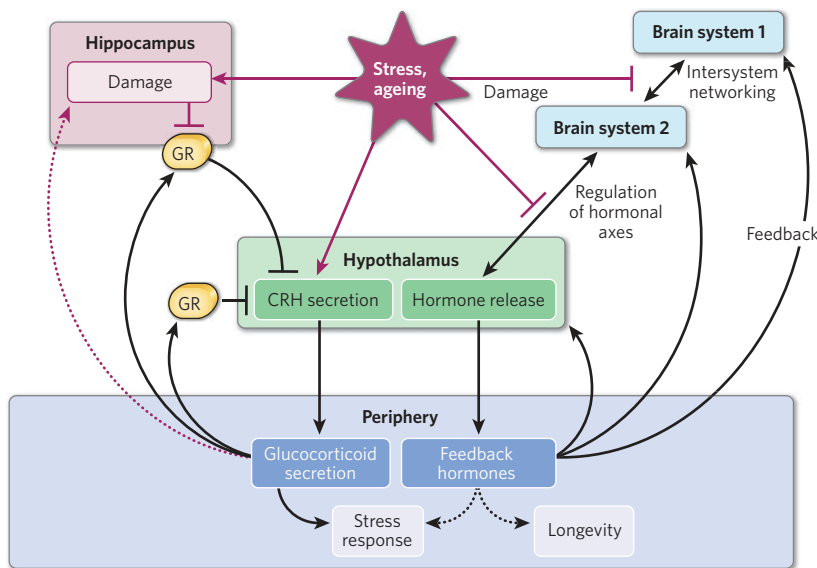 Hippocampus
Damage
GR
Stress,
ageing
Damage
Brain system 1
Intersystem
networking
Brain system 2
Regulation
of hormonal
axes
Feedback
Hypothalamus
GR
CRH secretion
Hormone release
Periphery
Glucocorticoid
secretion
Feedback
hormones
Stress
response
Longevity